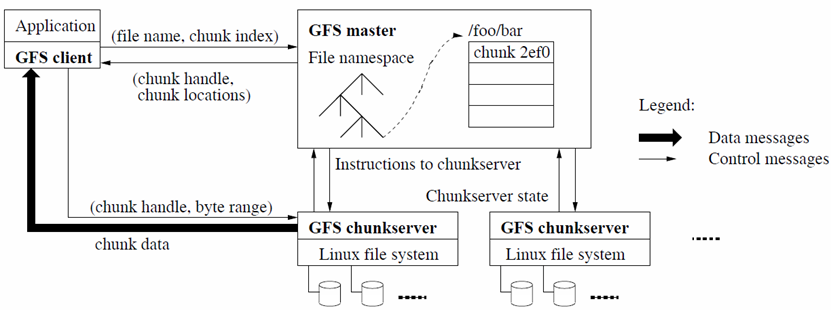 Application
GFS client
(file name, chunk index)
(chunk handle,
chunk locations)
GFS master
File namespace
/foo/bar
chunk 2ef0
Legend:
Data messages
Control messages
Instructions to chunkserver
Chunkserver state
(chunk handle, byte range)
chunk data
GFS chunkserver
Linux file system
GFS chunkserver
Linux file system